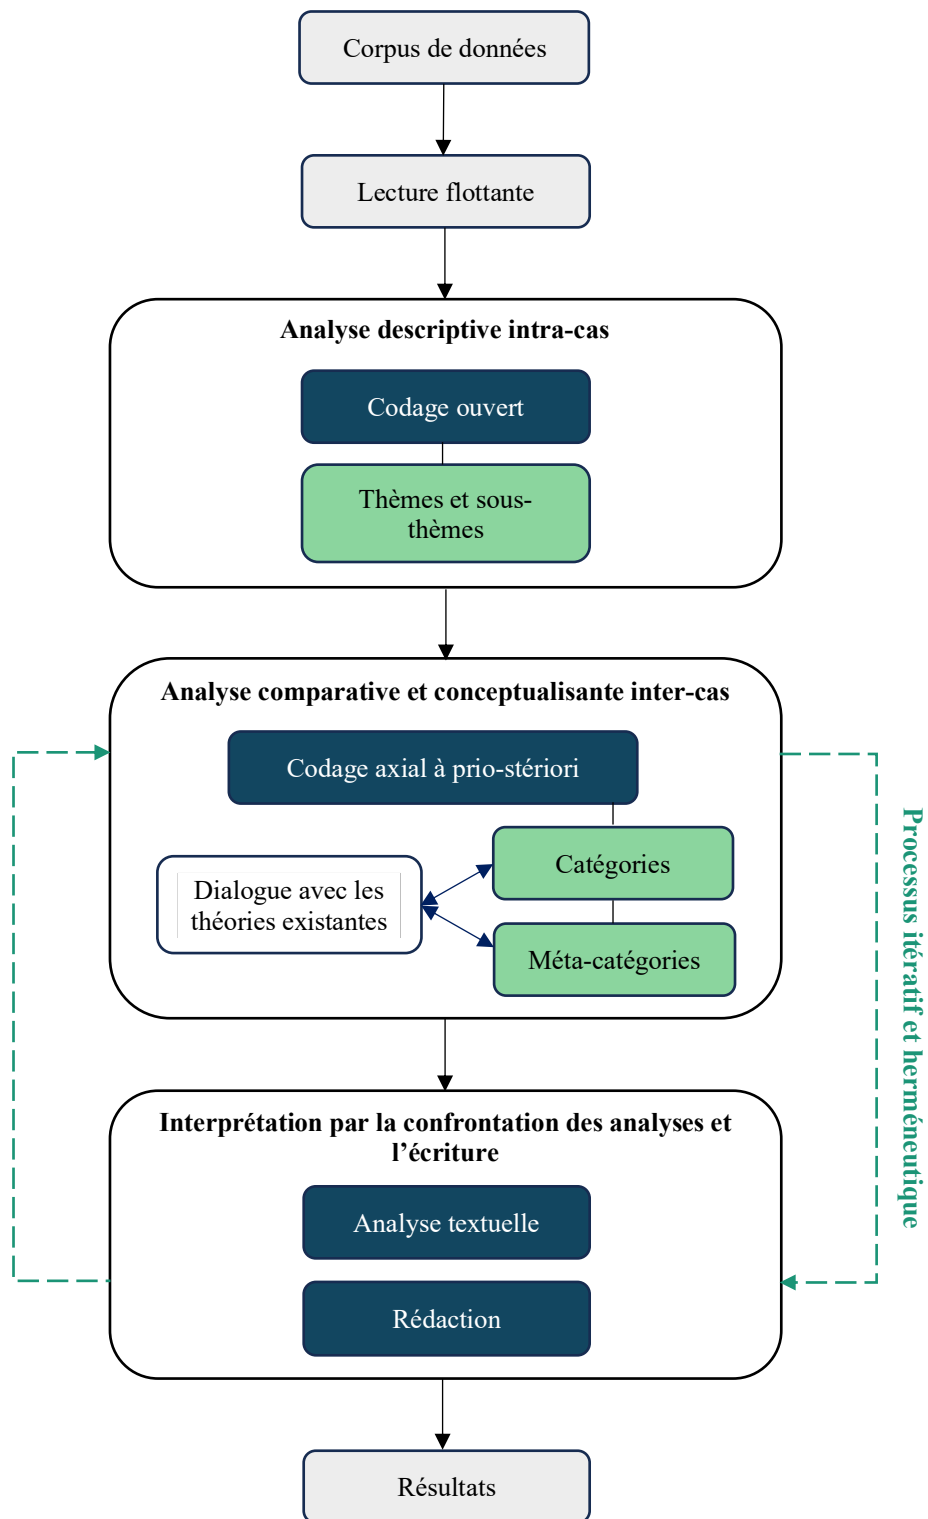 Corpus de données
Lecture flottante
Analyse descriptive intra-cas
Codage ouvert
Thèmes et sous-
thèmes
Analyse comparative et conceptualisante inter-cas
Codage axial à prio-stériori
Catégories
Dialogue avec les
théories existantes
Méta-catégories
Processus itératif et herméneutique
Interprétation par la confrontation des analyses et
l’écriture
Analyse textuelle
Rédaction
Résultats